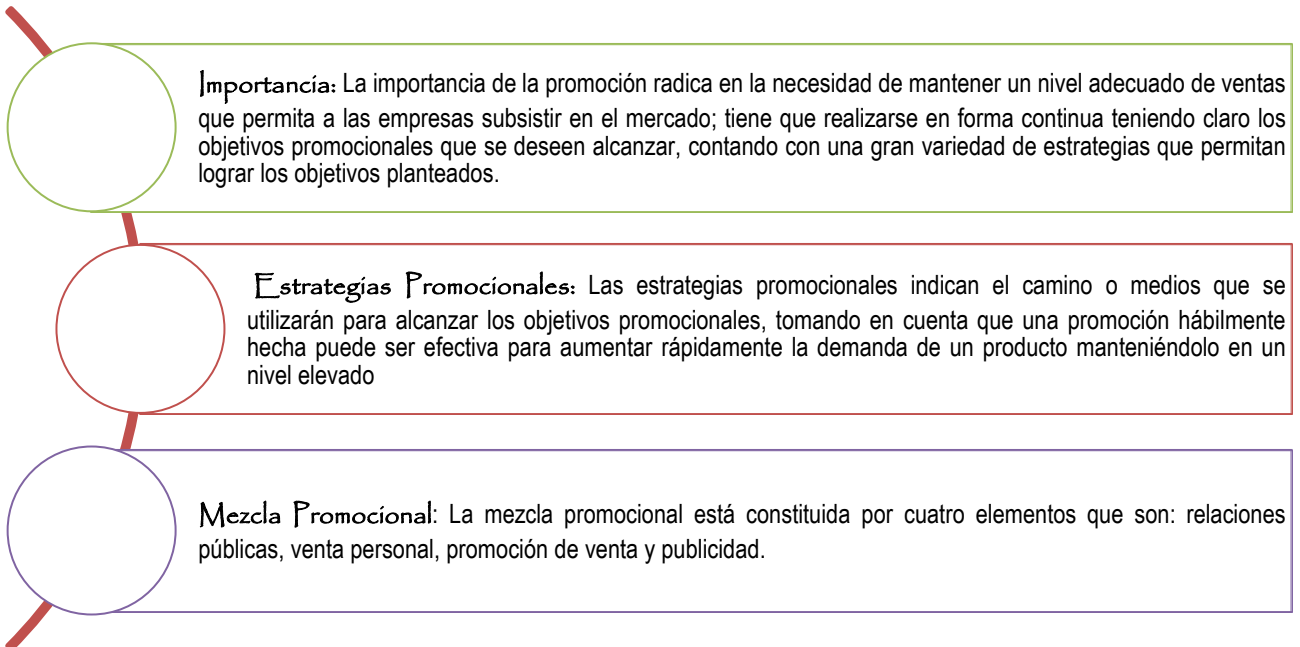 Importancia: La importancia de la promoción radica en la necesidad de mantener un nivel adecuado de ventas
que permita a las empresas subsistir en el mercado; tiene que realizarse en forma continua teniendo claro los
objetivos promocionales que se deseen alcanzar, contando con una gran variedad de estrategias que permitan
lograr los objetivos planteados.
Estrategias Promocionales: Las estrategias promocionales indican el camino o medios que se
utilizarán para alcanzar los objetivos promocionales, tomando en cuenta que una promoción hábilmente
hecha puede ser efectiva para aumentar rápidamente la demanda de un producto manteniéndolo en un
nivel elevado
Mezcla Promocional: La mezcla promocional está constituida por cuatro elementos que son: relaciones
públicas, venta personal, promoción de venta y publicidad.